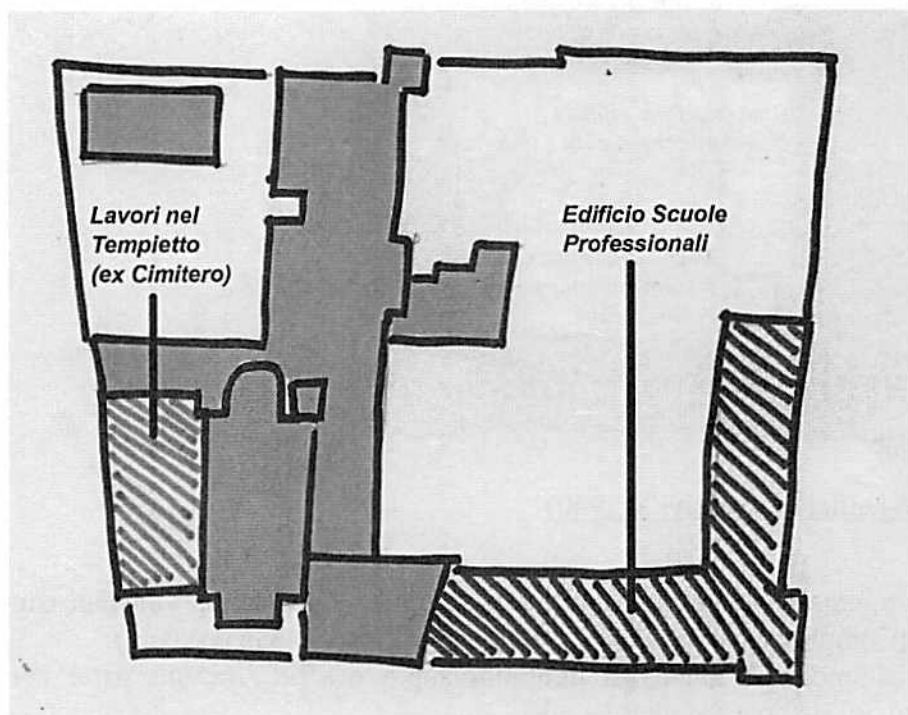 Lavori nel
Tempietto
(ex Cimitero)
Edificio Scuole
Professionali